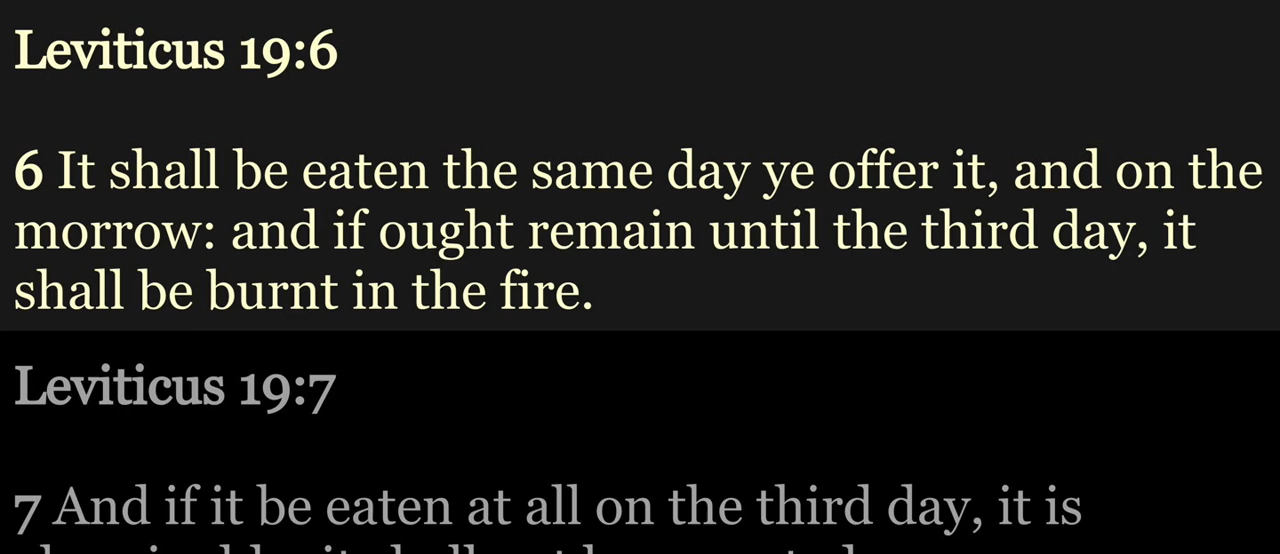 Leviticus 19:6
6 It shall be eaten the same day ye offer it, and on the
morrow: and if ought remain until the third day, it
shall be burnt in the fire.
Leviticus 19:7
7 And if it be eaten at all on the third day, it is